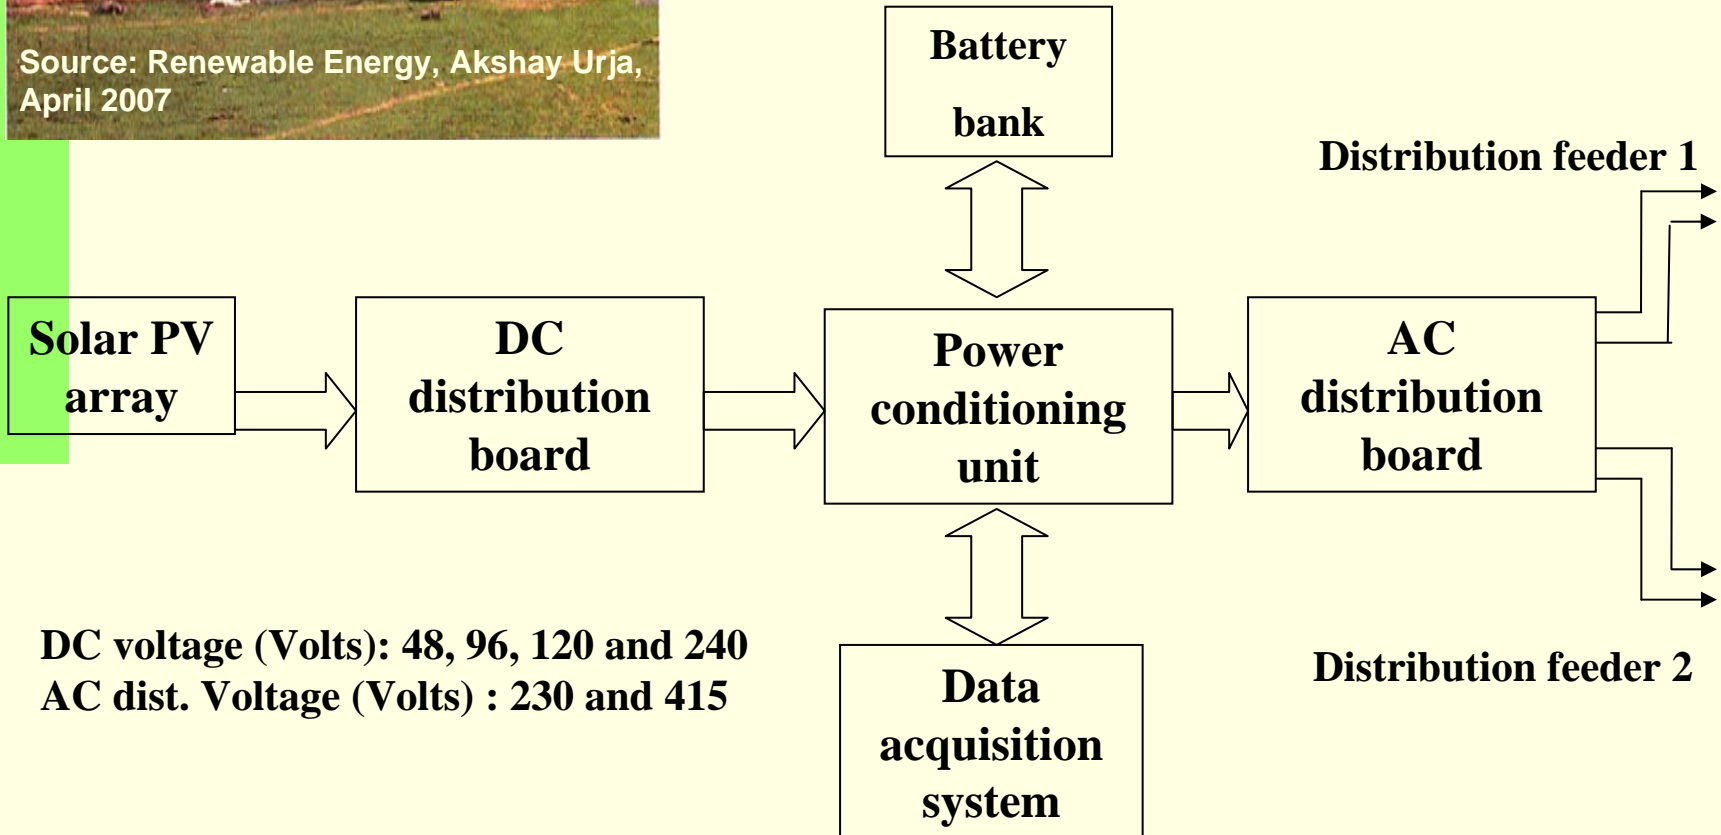 Source: Renewable Energy, Akshay Urja,
April 2007
Battery
bank
Distribution feeder 1
Solar PV
array
DC
distribution
board
Power
conditioning
unit
AC
distribution
board
DC voltage (Volts): 48, 96, 120 and 240
AC dist. Voltage (Volts) : 230 and 415
Data
acquisition
system
Distribution feeder 2